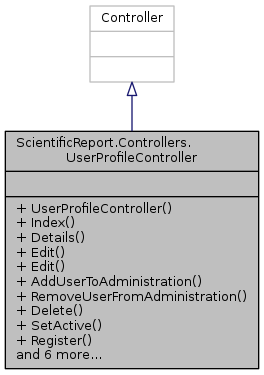 Controller
ScientificReport.Controllers.
UserProfileController
+ UserProfileController()
+ Index()
+ Details()
+ Edit()
+ Edit()
+ AddUserToAdministration()
+ RemoveUserFromAdministration()
+ Delete()
+ SetActive()
+ Register()
and 6 more...